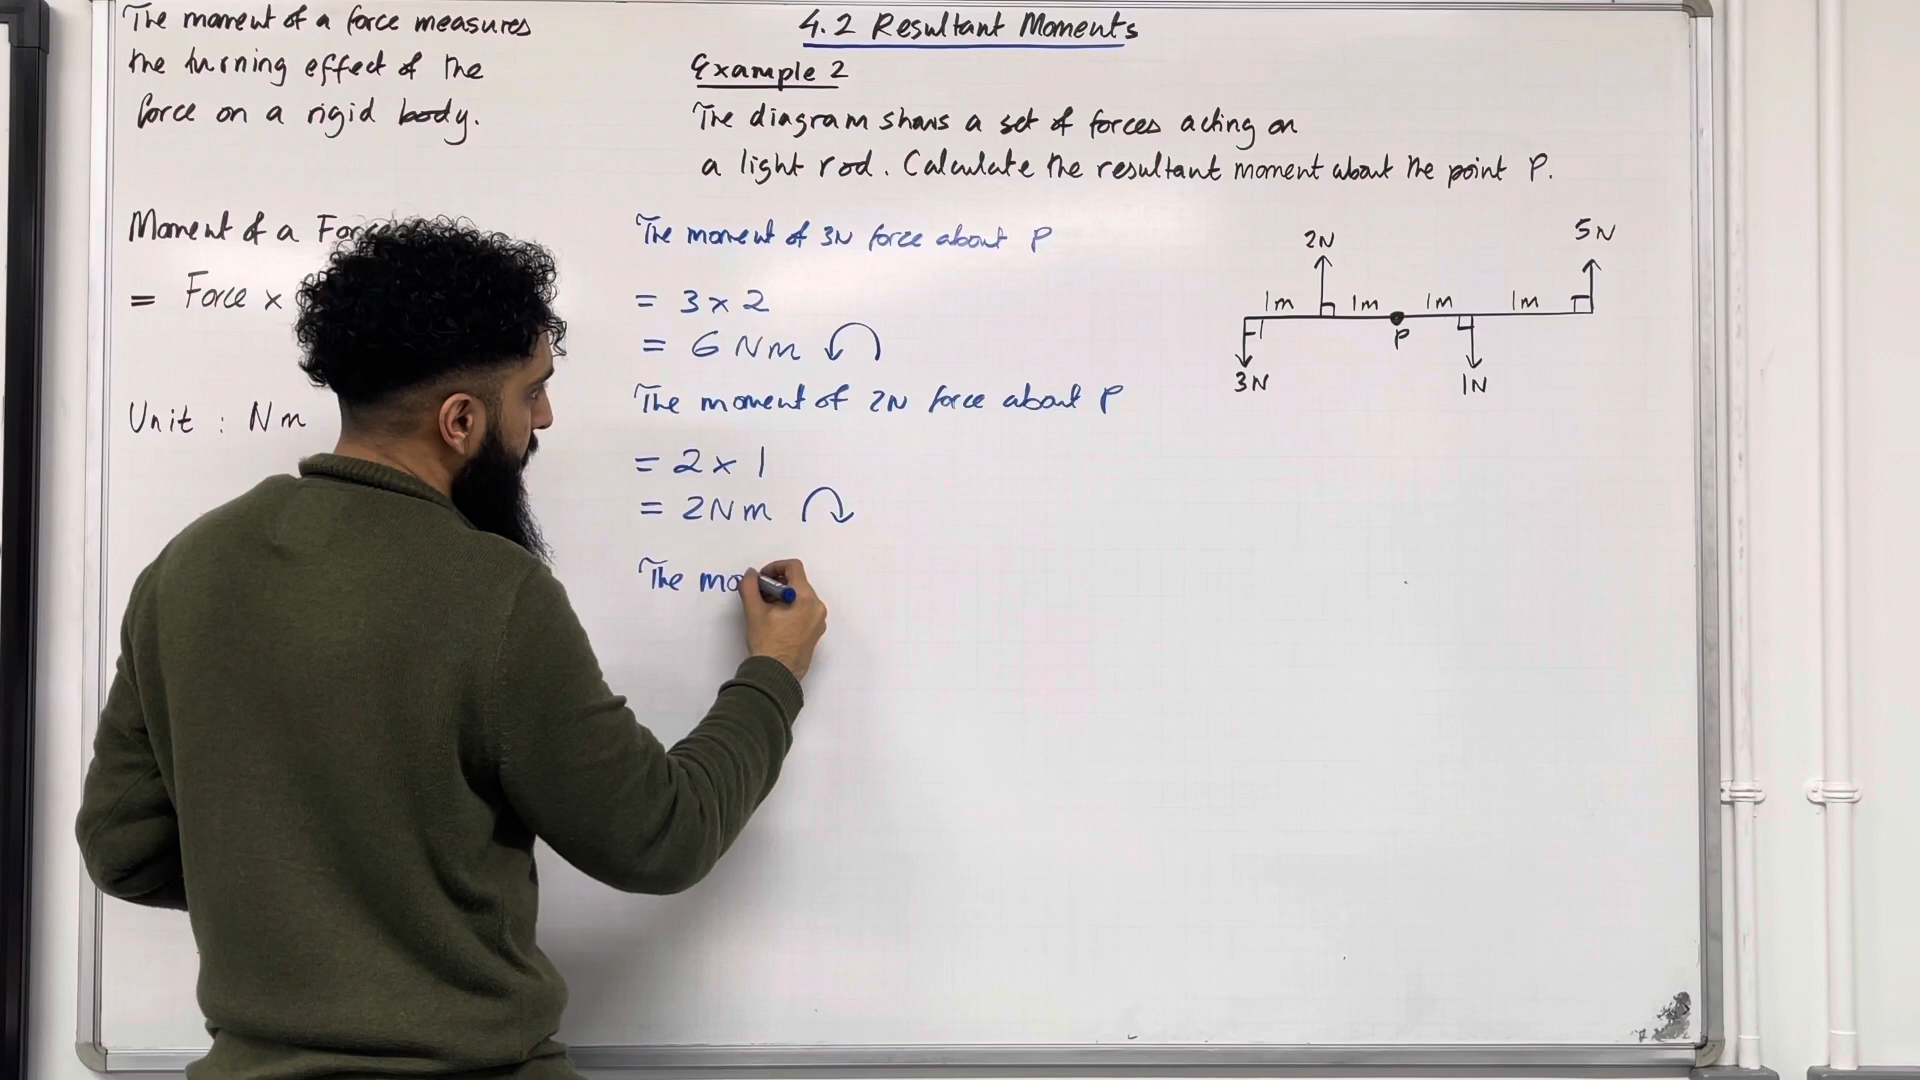 The moment of a force measures
the turning effect of the
force on a rigid body.
Moment of a
= Force ×
Unit : Nm
4.2 Resultant Moments
Example 2
The diagram shows a set of forces acting on
a light rod. Calculate the resultant moment about the point P.
The moment of 3N force about P
= 3 × 2
= 6 Nm
The moment of 2N force about P
= 2 × 1
= 2Nm
The mo
2N
5N
1m 1m 1m 1m
P
3N
1N